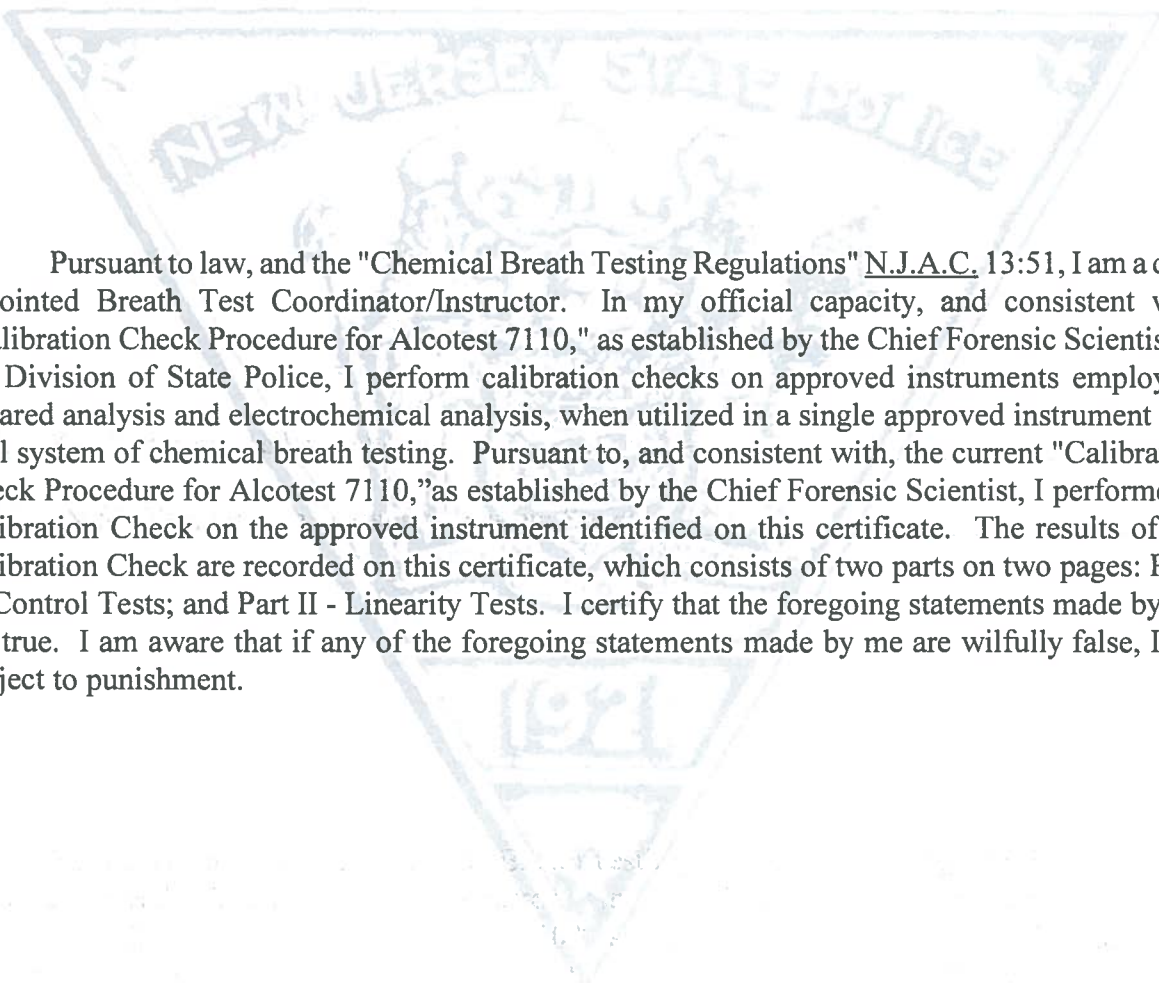 NEW JERSEY STATE POLICE
Pursuant to law, and the "Chemical Breath Testing Regulations" N.J.A.C. 13:51, I am a
ointed Breath Test Coordinator/Instructor. In my official capacity, and consistent
libration Check Procedure for Alcotest 7110," as established by the Chief Forensic Scientis
Division of State Police, I perform calibration checks on approved instruments employ
ared analysis and electrochemical analysis, when utilized in a single approved instrument
l system of chemical breath testing. Pursuant to, and consistent with, the current "Calibra
eck Procedure for Alcotest 7110,”as established by the Chief Forensic Scientist, I performe
ibration Check on the approved instrument identified on this certificate. The results of
ibration Check are recorded on this certificate, which consists of two parts on two pages:
Control Tests; and Part II - Linearity Tests. I certify that the foregoing statements made by
true. I am aware that if any of the foregoing statements made by me are wilfully false, I
ject to punishment.
1921